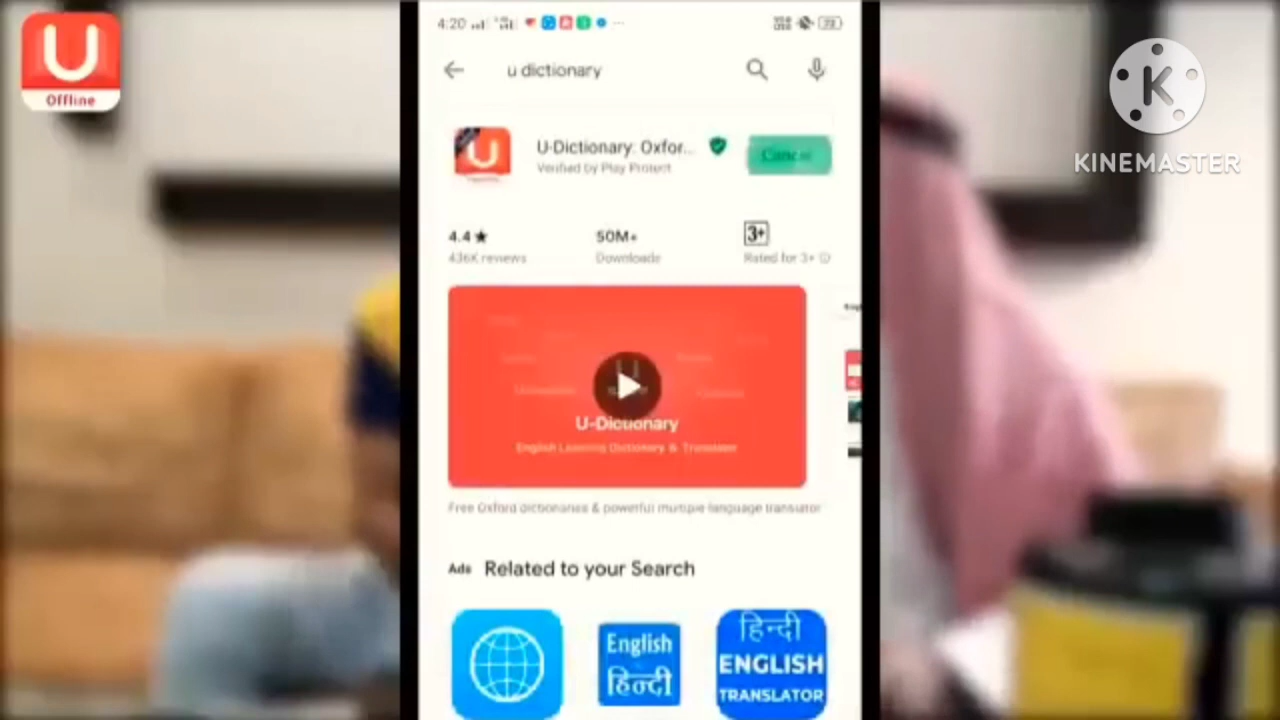 U
Offline
4:20
u dictionary
K
KINEMASTER
U
U-Dictionary: Oxfor...
Verified by Play Protect
Cancel
4.4★
50M+
3+
436K reviews
Downloads
Rated for 3+
U-Dictionary
English Learning Dictionary & Translator
Free Oxford dictionaries & powerful multiple language translator
Ads Related to your Search
English
हिन्दी
हिन्दी
ENGLISH
TRANSLATOR